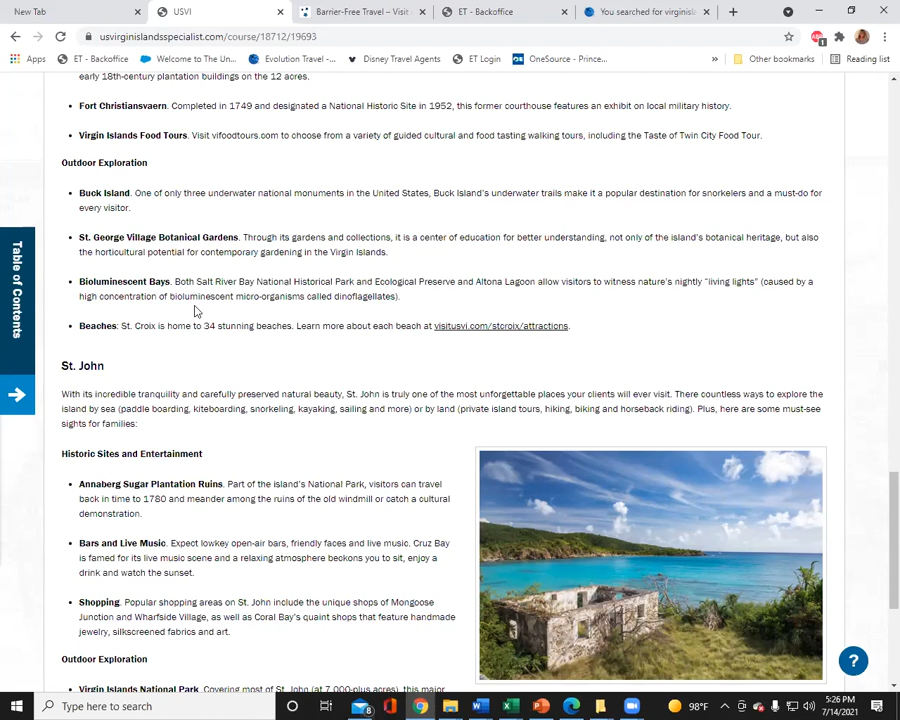 New Tab
USVI
Barrier-Free Travel – Visit
ET - Backoffice
You searched for virginisl
usvirginislandsspecialist.com/course/18712/19693
1
Apps
ET - Backoffice
Welcome to The Un...
Evolution Travel -...
Disney Travel Agents
ET Login
OneSource - Prince...
»
Other bookmarks
Reading list
early 18th-century plantation buildings on the 12 acres.
• Fort Christiansvaern. Completed in 1749 and designated a National Historic Site in 1952, this former courthouse features an exhibit on local military history.
• Virgin Islands Food Tours. Visit vifoodtours.com to choose from a variety of guided cultural and food tasting walking tours, including the Taste of Twin City Food Tour.
Outdoor Exploration
• Buck Island. One of only three underwater national monuments in the United States, Buck Island's underwater trails make it a popular destination for snorkelers and a must-do for
every visitor.
• St. George Village Botanical Gardens. Through its gardens and collections, it is a center of education for better understanding, not only of the island's botanical heritage, but also
the horticultural potential for contemporary gardening in the Virgin Islands.
• Bioluminescent Bays. Both Salt River Bay National Historical Park and Ecological Preserve and Altona Lagoon allow visitors to witness nature's nightly “living lights” (caused by a
high concentration of bioluminescent micro-organisms called dinoflagellates).
• Beaches: St. Croix is home to 34 stunning beaches. Learn more about each beach at visitusvi.com/stcroix/attractions.
Table of Contents
St. John
With its incredible tranquility and carefully preserved natural beauty, St. John is truly one of the most unforgettable places your clients will ever visit. There countless ways to explore the
island by sea (paddle boarding, kiteboarding, snorkeling, kayaking, sailing and more) or by land (private island tours, hiking, biking and horseback riding). Plus, here are some must-see
sights for families:
Historic Sites and Entertainment
• Annaberg Sugar Plantation Ruins. Part of the island's National Park, visitors can travel
back in time to 1780 and meander among the ruins of the old windmill or catch a cultural
demonstration.
• Bars and Live Music. Expect lowkey open-air bars, friendly faces and live music. Cruz Bay
is famed for its live music scene and a relaxing atmosphere beckons you to sit, enjoy a
drink and watch the sunset.
• Shopping. Popular shopping areas on St. John include the unique shops of Mongoose
Junction and Wharfside Village, as well as Coral Bay's quaint shops that feature handmade
jewelry, silkscreened fabrics and art.
Outdoor Exploration
• Virgin Islands National Park. Covering most of St. John (at 7,000-plus acres), this major
?
Type here to search
8
98°F
5:26 PM
7/14/2021